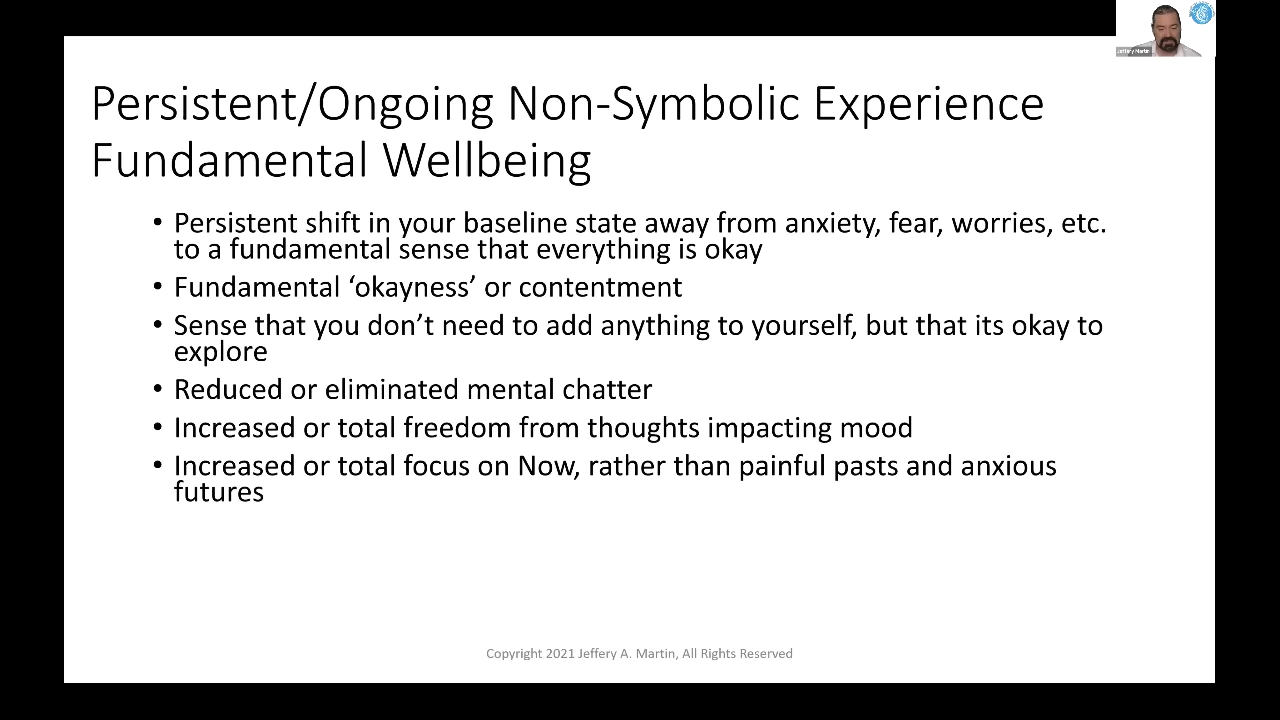 Jeffery Martin
Persistent/Ongoing Non-Symbolic Experience
Fundamental Wellbeing
• Persistent shift in your baseline state away from anxiety, fear, worries, etc.
to a fundamental sense that everything is okay
• Fundamental ‘okayness’ or contentment
• Sense that you don’t need to add anything to yourself, but that its okay to
explore
• Reduced or eliminated mental chatter
• Increased or total freedom from thoughts impacting mood
• Increased or total focus on Now, rather than painful pasts and anxious
futures
Copyright 2021 Jeffery A. Martin, All Rights Reserved